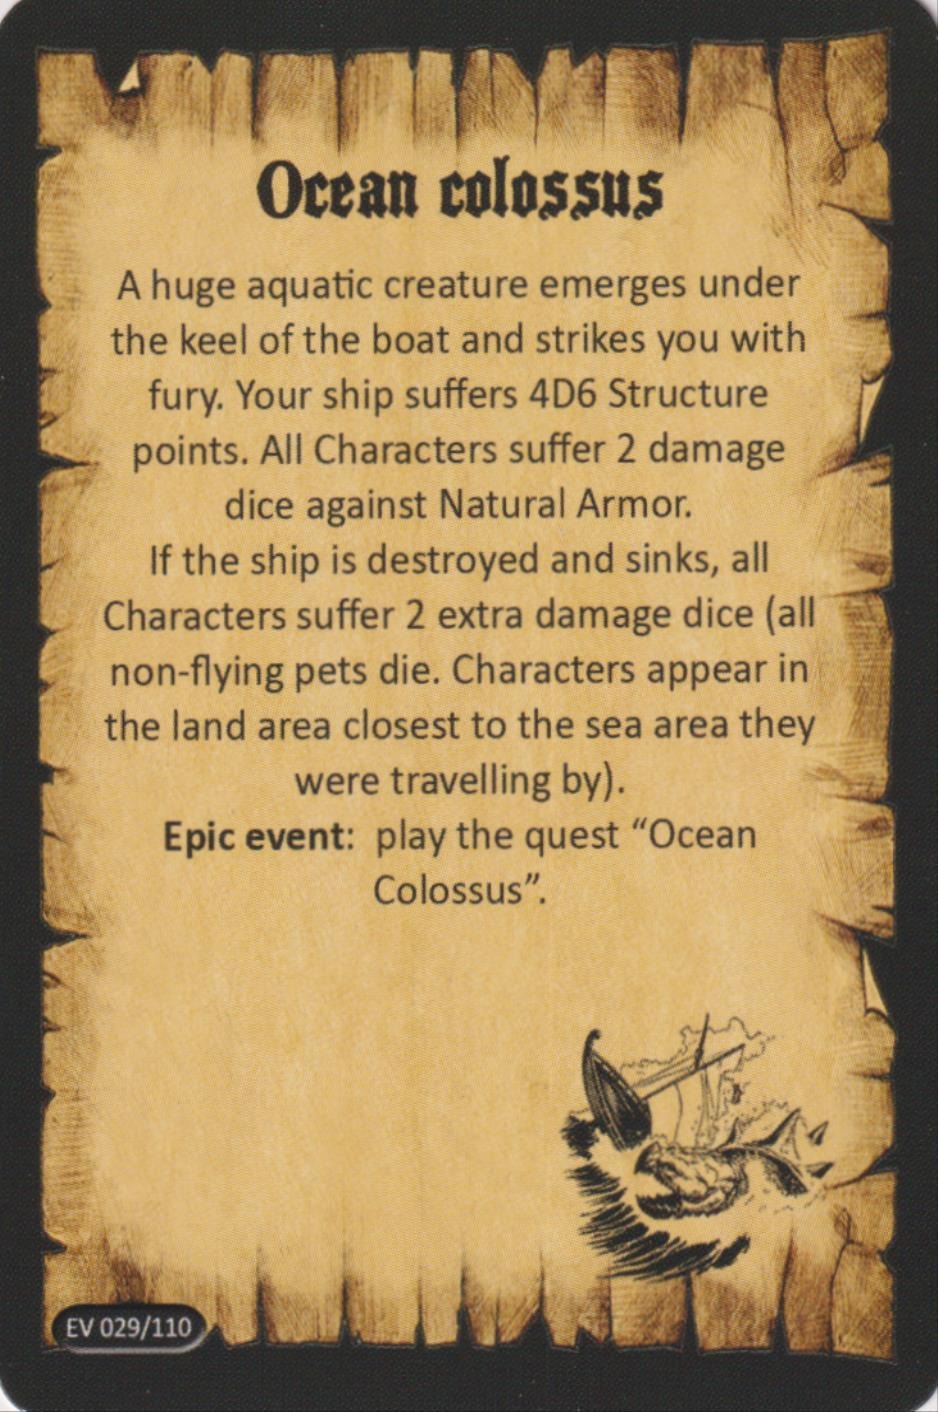 Ocean colossus
A huge aquatic creature emerges under
the keel of the boat and strikes you with
fury. Your ship suffers 4D6 Structure
points. All Characters suffer 2 damage
dice against Natural Armor.
If the ship is destroyed and sinks, all
Characters suffer 2 extra damage dice (all
non-flying pets die. Characters appear in
the land area closest to the sea area they
were travelling by).
Epic event:  play the quest “Ocean
Colossus”.
EV 029/110